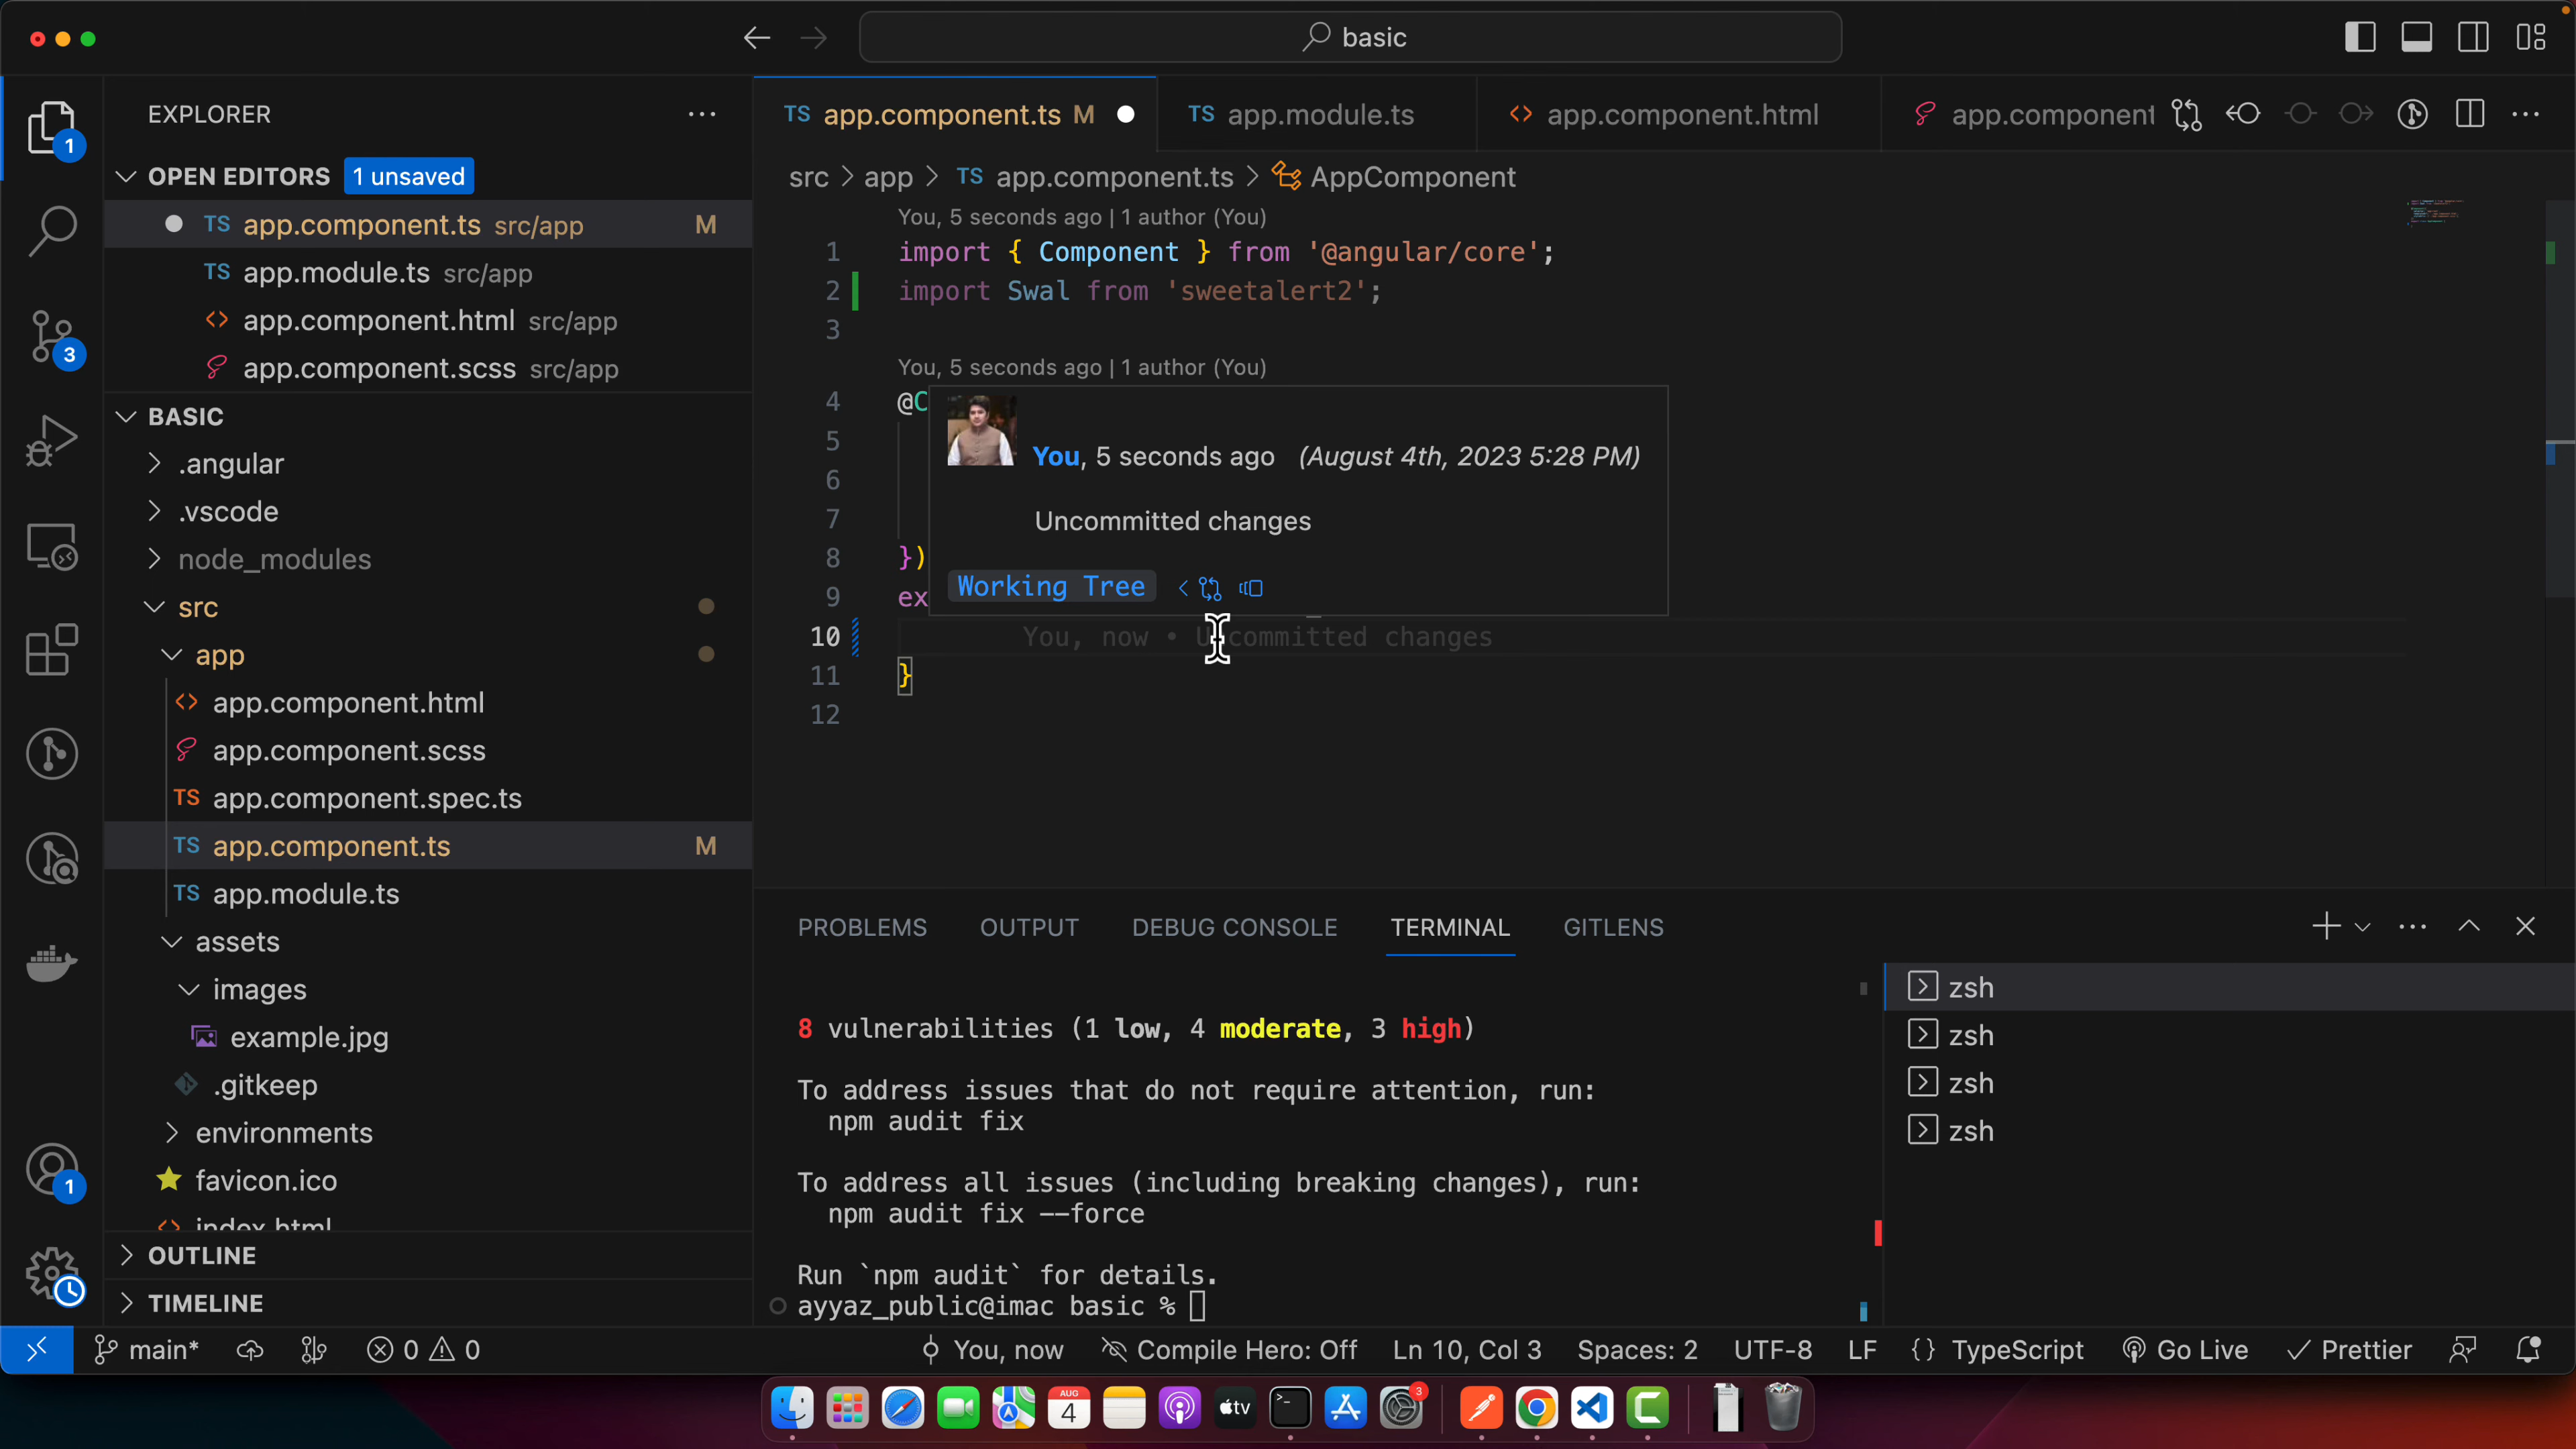 basic
EXPLORER
OPEN EDITORS
1 unsaved
TS app.component.ts src/app M
TS app.module.ts src/app
<> app.component.html src/app
app.component.scss src/app
BASIC
.angular
.vscode
node_modules
src
app
<> app.component.html
app.component.scss
TS app.component.spec.ts
TS app.component.ts M
TS app.module.ts
assets
images
example.jpg
.gitkeep
environments
favicon.ico
<> index.html
OUTLINE
TIMELINE
1
3
1
TS app.component.ts M
TS app.module.ts
<> app.component.html
app.component
src > app > TS app.component.ts > AppComponent
You, 5 seconds ago | 1 author (You)
1 import { Component } from '@angular/core';
2 import Swal from 'sweetalert2';
3
You, 5 seconds ago | 1 author (You)
4 @C
5
6
7
8 })
9 ex
10 You, now • Uncommitted changes
11 }
12
You, 5 seconds ago (August 4th, 2023 5:28 PM)
Uncommitted changes
Working Tree
PROBLEMS OUTPUT DEBUG CONSOLE TERMINAL GITLENS
8 vulnerabilities (1 low, 4 moderate, 3 high)
To address issues that do not require attention, run:
npm audit fix
To address all issues (including breaking changes), run:
npm audit fix --force
Run `npm audit` for details.
ayyaz_public@imac basic %
zsh
zsh
zsh
zsh
main* 0 0 You, now Compile Hero: Off Ln 10, Col 3 Spaces: 2 UTF-8 LF {} TypeScript Go Live Prettier
AUG
4
tv
3